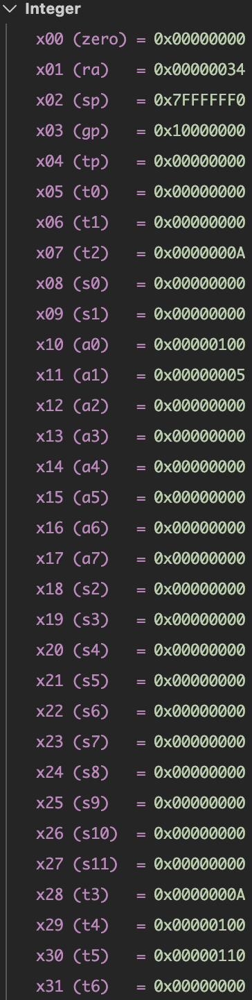 Integer
x00 (zero) = 0x00000000
x01 (ra) = 0x00000034
x02 (sp) = 0x7FFFFFF0
x03 (gp) = 0x10000000
x04 (tp) = 0x00000000
x05 (t0) = 0x00000000
x06 (t1) = 0x00000000
x07 (t2) = 0x0000000A
x08 (s0) = 0x00000000
x09 (s1) = 0x00000000
x10 (a0) = 0x00000100
x11 (a1) = 0x00000005
x12 (a2) = 0x00000000
x13 (a3) = 0x00000000
x14 (a4) = 0x00000000
x15 (a5) = 0x00000000
x16 (a6) = 0x00000000
x17 (a7) = 0x00000000
x18 (s2) = 0x00000000
x19 (s3) = 0x00000000
x20 (s4) = 0x00000000
x21 (s5) = 0x00000000
x22 (s6) = 0x00000000
x23 (s7) = 0x00000000
x24 (s8) = 0x00000000
x25 (s9) = 0x00000000
x26 (s10) = 0x00000000
x27 (s11) = 0x00000000
x28 (t3) = 0x0000000A
x29 (t4) = 0x00000100
x30 (t5) = 0x00000110
x31 (t6) = 0x00000000